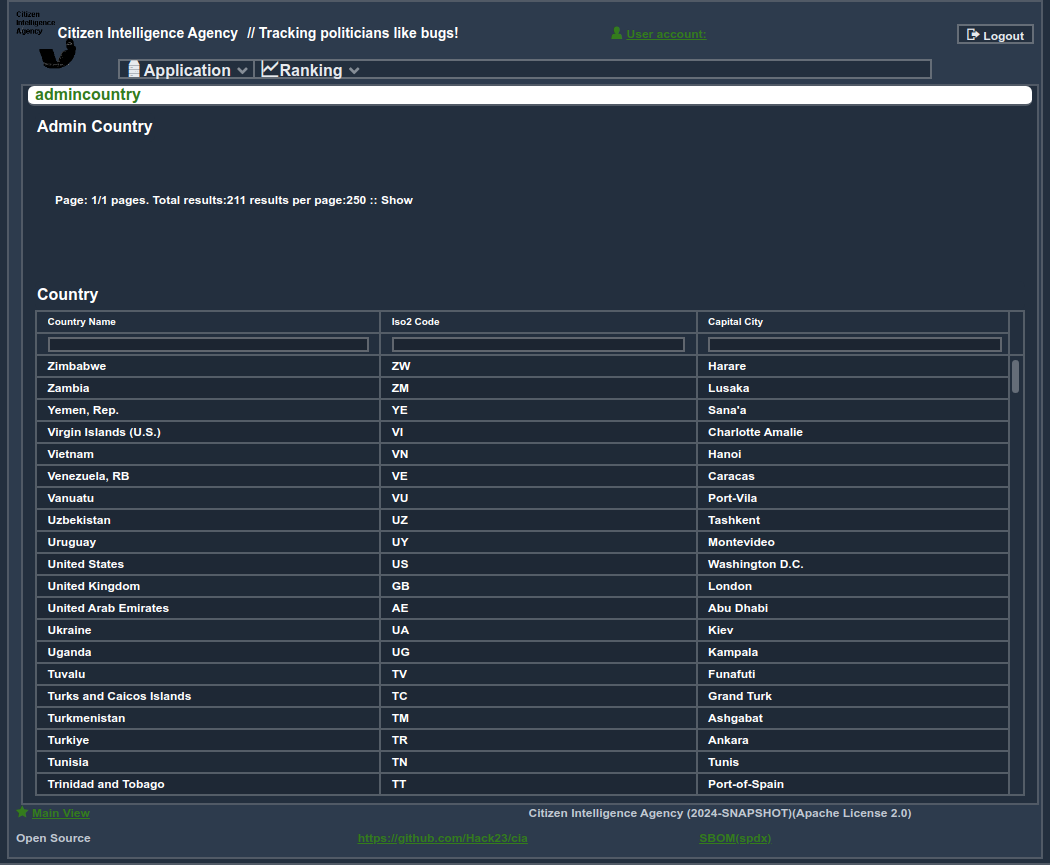 Citizen
Intelligence
Agency
Citizen Intelligence Agency // Tracking politicians like bugs!
User account:
Logout
Application Ranking
admincountry
Admin Country
Page: 1/1 pages. Total results:211 results per page:250 :: Show
Country
Country Name Iso2 Code Capital City
Zimbabwe ZW Harare
Zambia ZM Lusaka
Yemen, Rep. YE Sana'a
Virgin Islands (U.S.) VI Charlotte Amalie
Vietnam VN Hanoi
Venezuela, RB VE Caracas
Vanuatu VU Port-Vila
Uzbekistan UZ Tashkent
Uruguay UY Montevideo
United States US Washington D.C.
United Kingdom GB London
United Arab Emirates AE Abu Dhabi
Ukraine UA Kiev
Uganda UG Kampala
Tuvalu TV Funafuti
Turks and Caicos Islands TC Grand Turk
Turkmenistan TM Ashgabat
Turkiye TR Ankara
Tunisia TN Tunis
Trinidad and Tobago TT Port-of-Spain
Main View Citizen Intelligence Agency (2024-SNAPSHOT)(Apache License 2.0)
Open Source https://github.com/Hack23/cia SBOM(spdx)